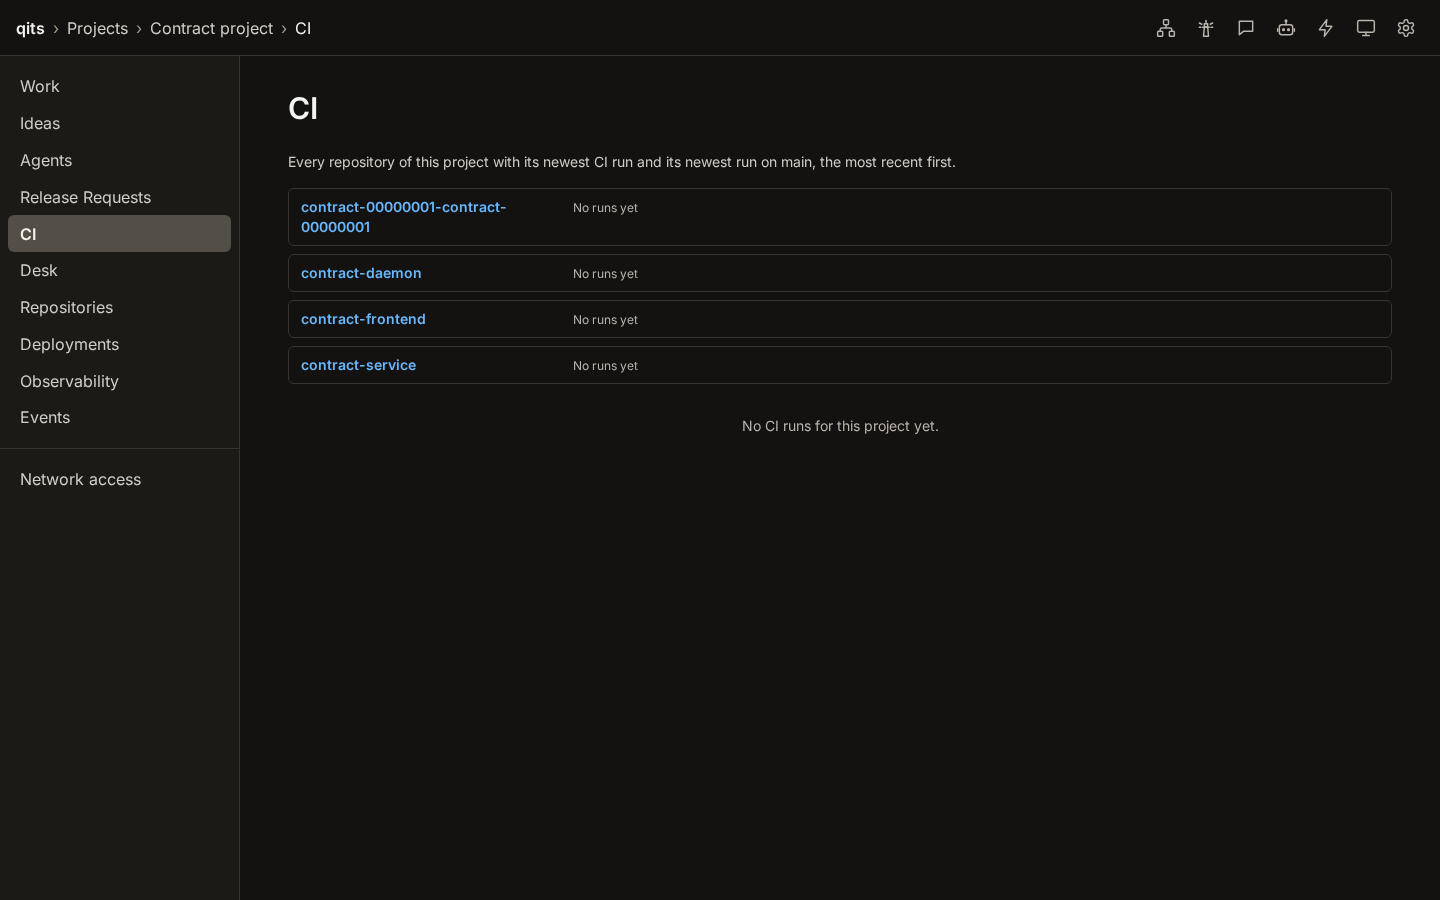 qits › Projects › Contract project › CI
Work
Ideas
Agents
Release Requests
CI
Desk
Repositories
Deployments
Observability
Events
Network access
CI
Every repository of this project with its newest CI run and its newest run on main, the most recent first.
contract-00000001-contract-
00000001
No runs yet
contract-daemon No runs yet
contract-frontend No runs yet
contract-service No runs yet
No CI runs for this project yet.